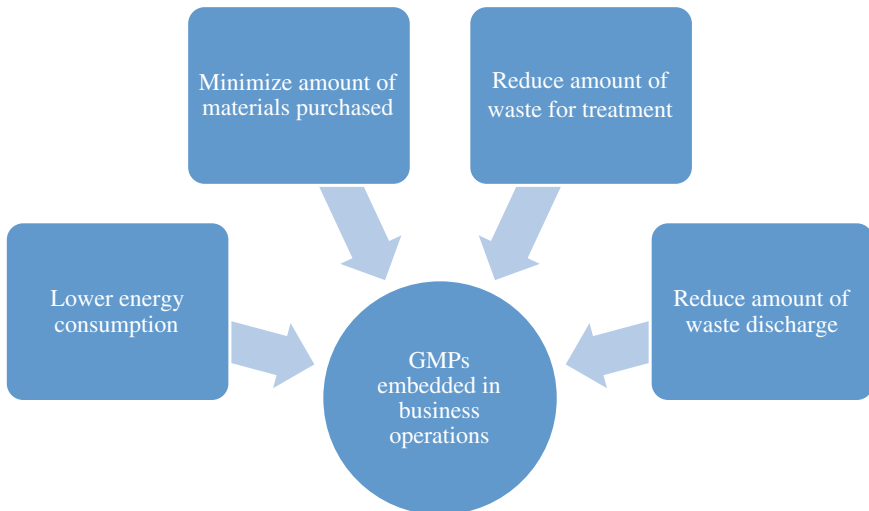 Minimize amount of
materials purchased
Reduce amount of
waste for treatment
Lower energy
consumption
Reduce amount of
waste discharge
GMPs
embedded in
business
operations